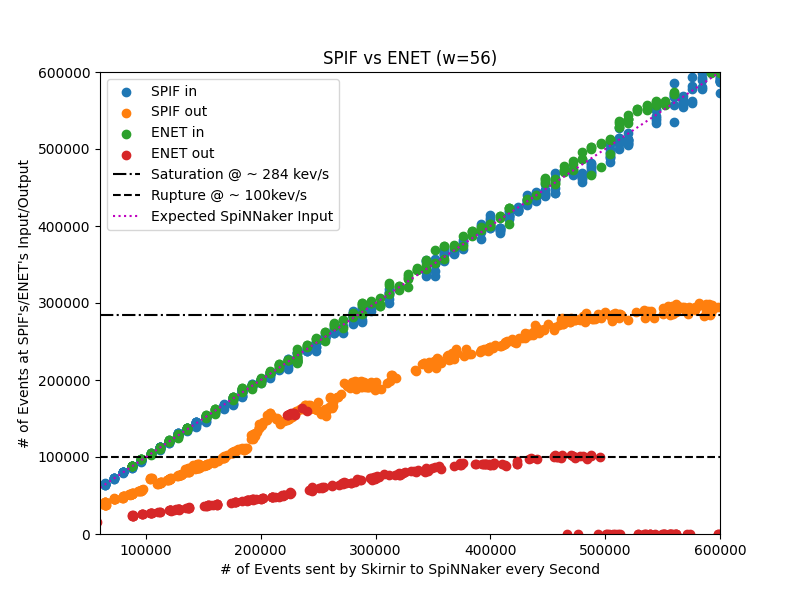 SPIF vs ENET (w=56)
600000
500000
400000
300000
200000
100000
0
# of Events at SPIF's/ENET's Input/Output
SPIF in
SPIF out
ENET in
ENET out
Saturation @ ~ 284 kev/s
Rupture @ ~ 100kev/s
Expected SpiNNaker Input
100000 200000 300000 400000 500000 600000
# of Events sent by Skirnir to SpiNNaker every Second